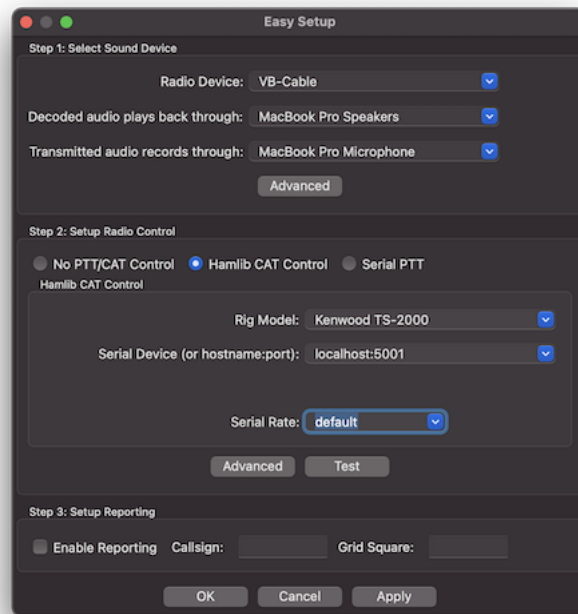 Easy Setup
Step 1: Select Sound Device
Radio Device: VB-Cable
Decoded audio plays back through: MacBook Pro Speakers
Transmitted audio records through: MacBook Pro Microphone
Advanced
Step 2: Setup Radio Control
No PTT/CAT Control Hamlib CAT Control Serial PTT
Hamlib CAT Control
Rig Model: Kenwood TS-2000
Serial Device (or hostname:port): localhost:5001
Serial Rate: default
Advanced Test
Step 3: Setup Reporting
Enable Reporting Callsign: Grid Square:
OK Cancel Apply